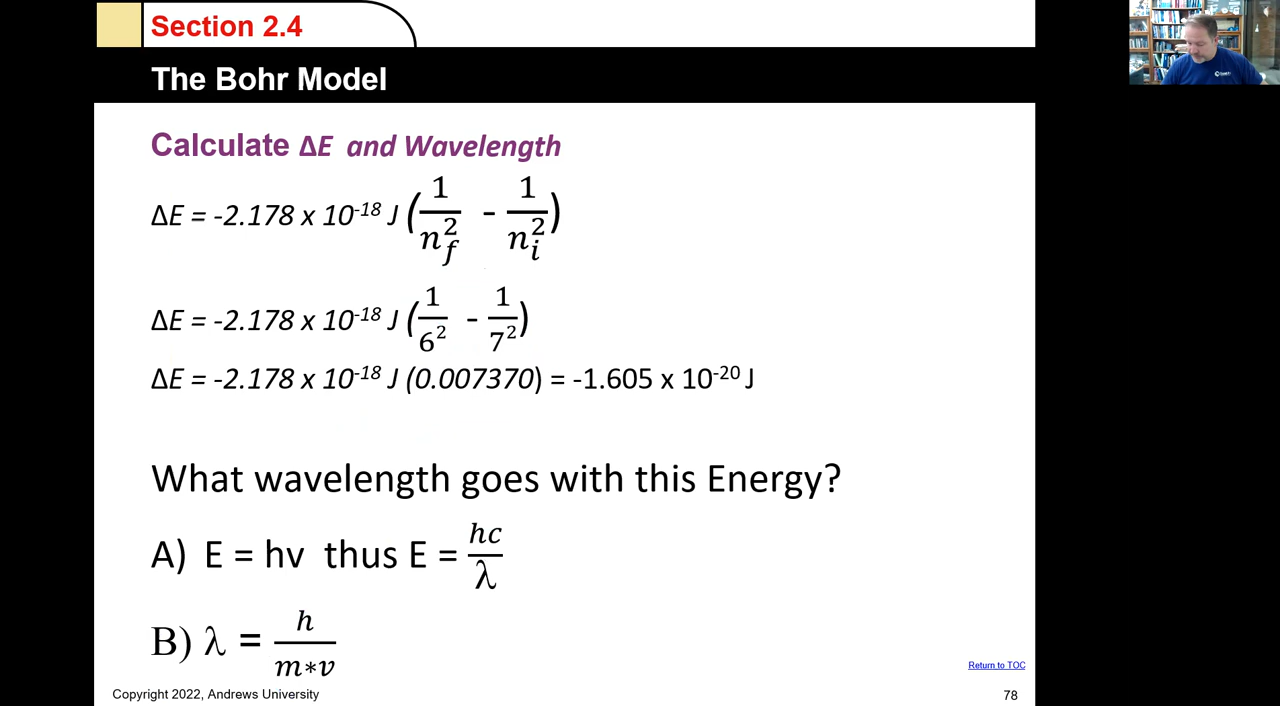 Section 2.4
The Bohr Model
Calculate ΔE and Wavelength
ΔE = -2.178 x 10⁻¹⁸ J (1/n_f² - 1/n_i²)
ΔE = -2.178 x 10⁻¹⁸ J (1/6² - 1/7²)
ΔE = -2.178 x 10⁻¹⁸ J (0.007370) = -1.605 x 10⁻²⁰ J
What wavelength goes with this Energy?
A) E = hv thus E = hc/λ
B) λ = h/m*v
Return to TOC
Copyright 2022, Andrews University
78